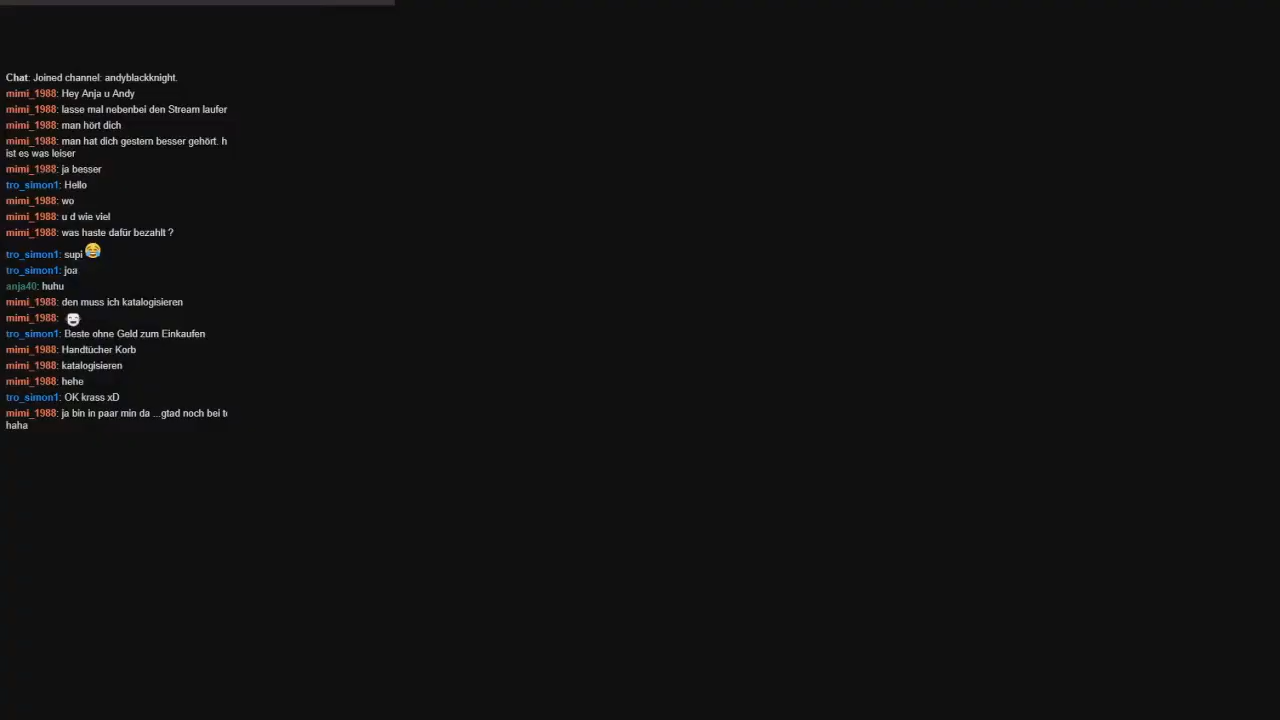 Chat: Joined channel: andyblackknight.
mimi_1988: Hey Anja u Andy
mimi_1988: lasse mal nebenbei den Stream laufen
mimi_1988: man hört dich
mimi_1988: man hat dich gestern besser gehört. h
ist es was leiser
mimi_1988: ja besser
tro_simon1: Hello
mimi_1988: wo
mimi_1988: u d wie viel
mimi_1988: was haste dafür bezahlt ?
tro_simon1: supi 😂
tro_simon1: joa
anja40: huhu
mimi_1988: den muss ich katalogisieren
mimi_1988:
tro_simon1: Beste ohne Geld zum Einkaufen
mimi_1988: Handtücher Korb
mimi_1988: katalogisieren
mimi_1988: hehe
tro_simon1: OK krass xD
mimi_1988: ja bin in paar min da ...gtad noch bei
haha